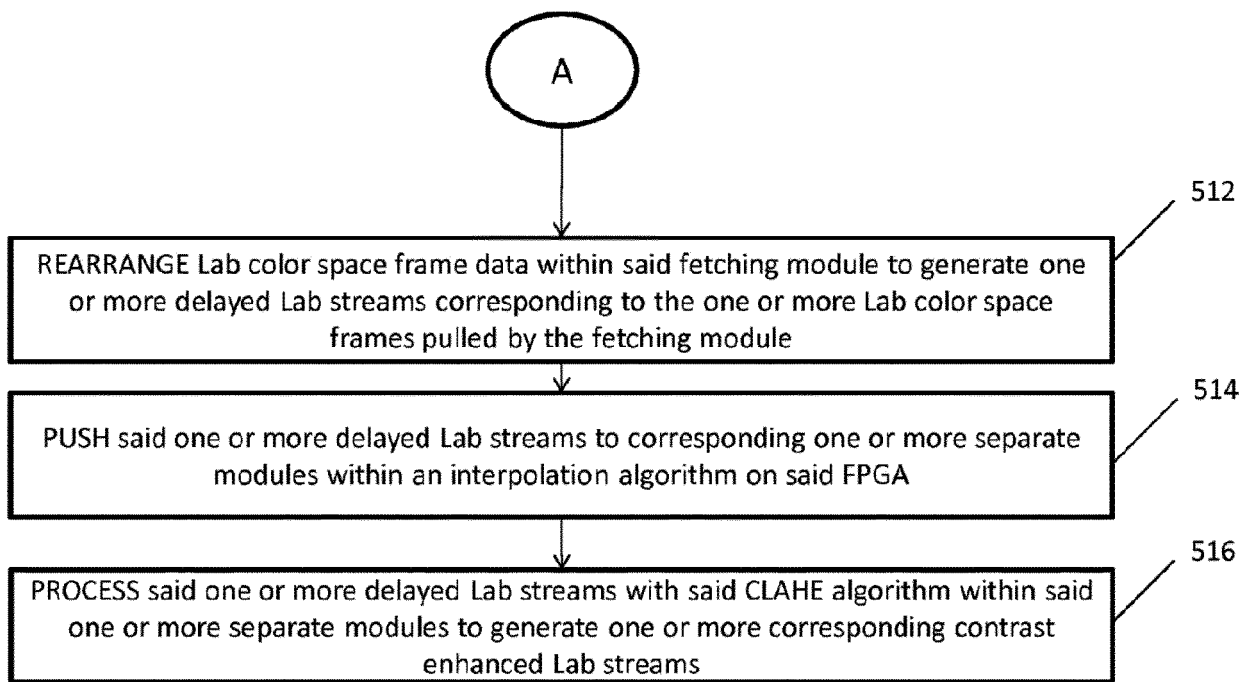 A
512
REARRANGE Lab color space frame data within said fetching module to generate one
or more delayed Lab streams corresponding to the one or more Lab color space
frames pulled by the fetching module
514
PUSH said one or more delayed Lab streams to corresponding one or more separate
modules within an interpolation algorithm on said FPGA
516
PROCESS said one or more delayed Lab streams with said CLAHE algorithm within said
one or more separate modules to generate one or more corresponding contrast
enhanced Lab streams